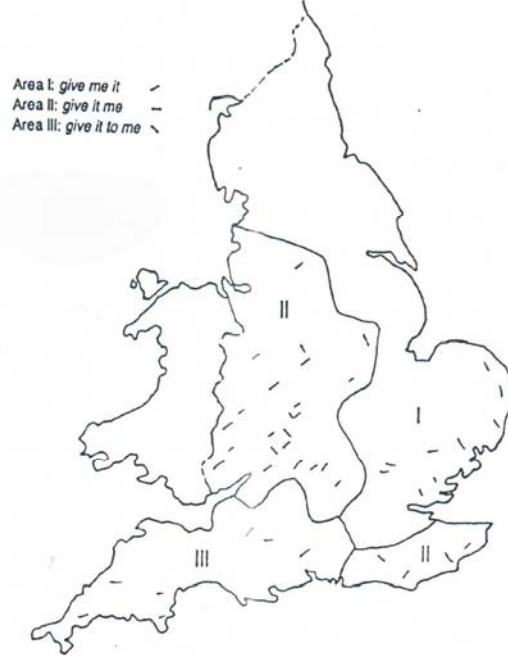 Area I: give me it
Area II: give it me
Area III: give it to me
II
I
III
II